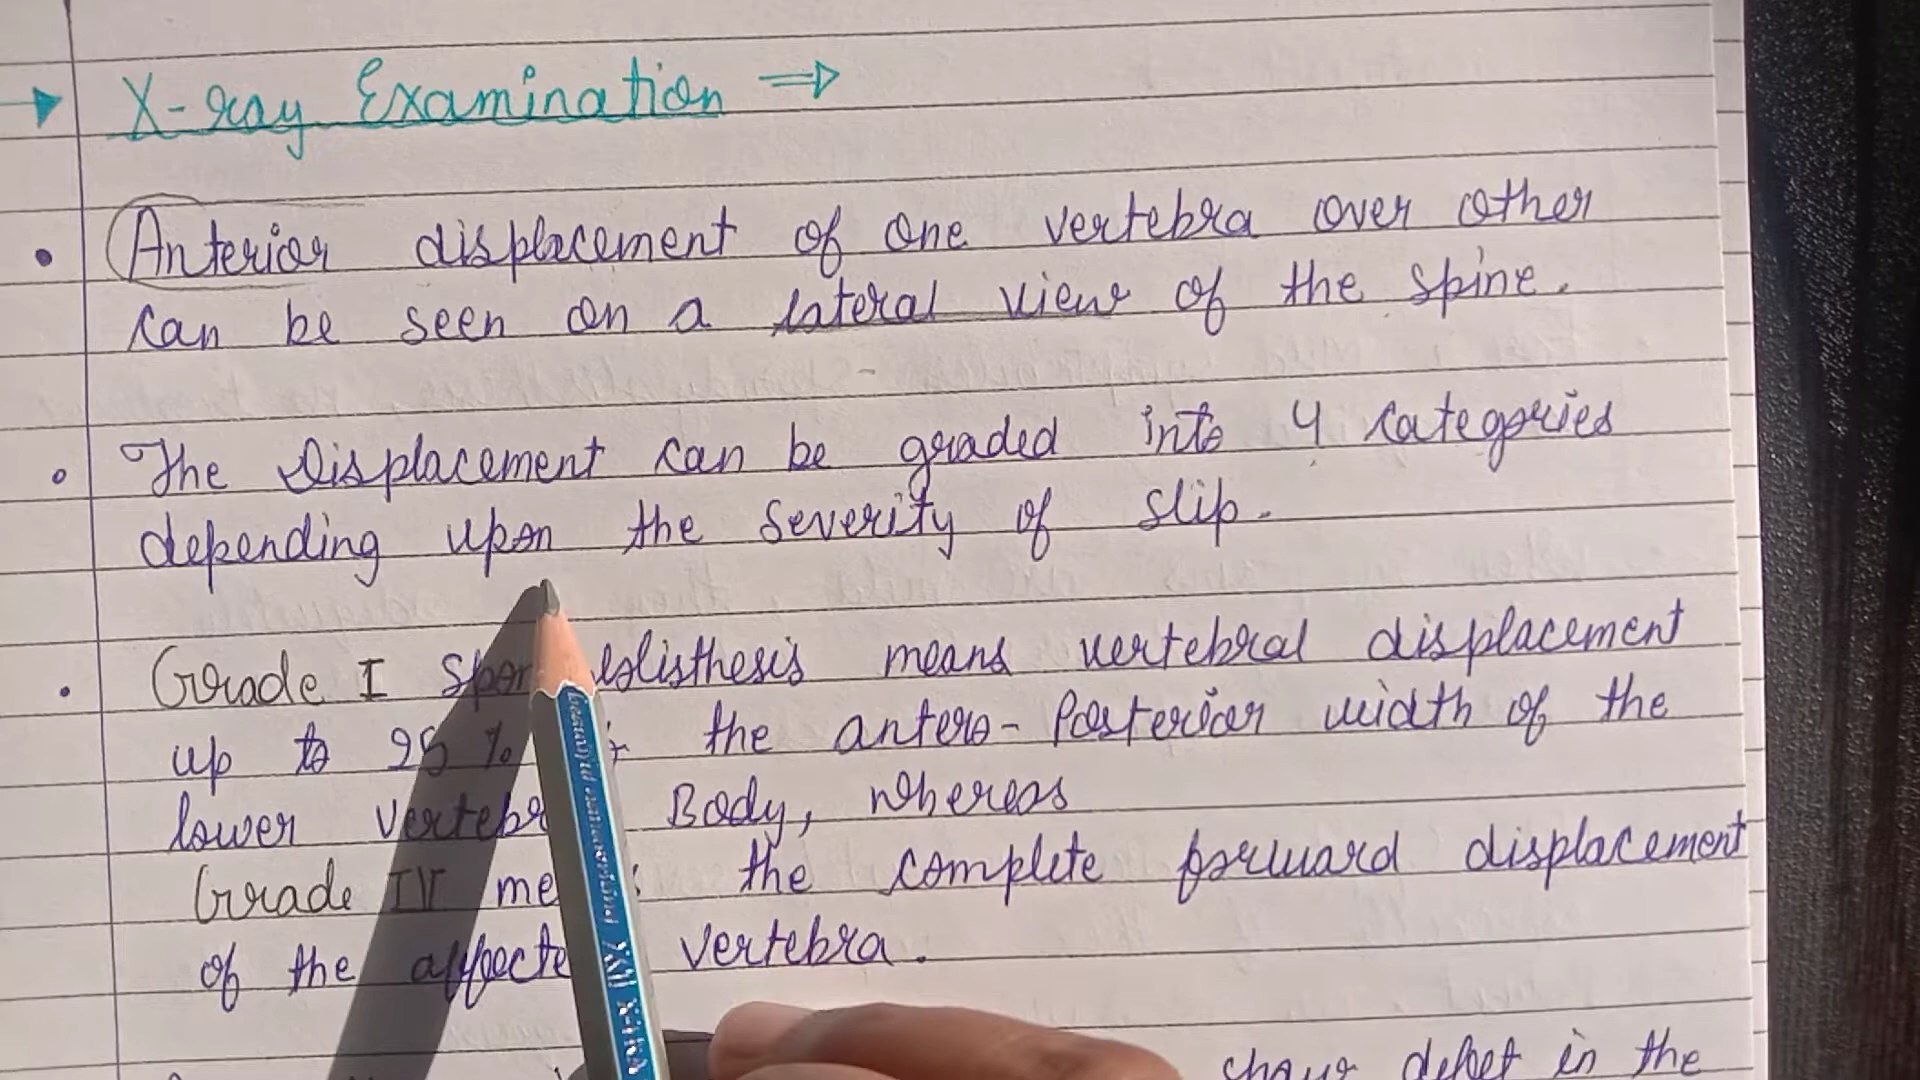 X-ray Examination ⇒
Anterior displacement of one vertebra over other
can be seen on a lateral view of the spine.
The Displacement can be graded into 4 categories
depending upon the severity of slip.
Grade I means vertebral displacement
up to 25% the antero-Posterior width of the
lower Body, whereas
Grade IV the complete forward displacement
of the vertebra.
defect in the